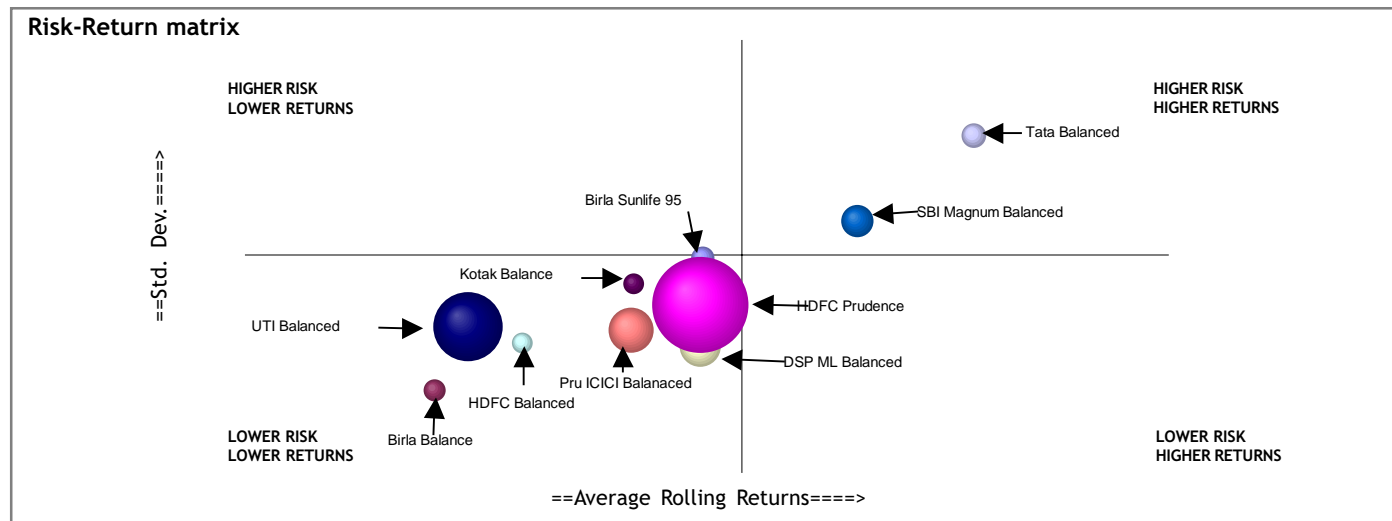 Risk-Return matrix
HIGHER RISK
LOWER RETURNS
HIGHER RISK
HIGHER RETURNS
Tata Balanced
Birla Sunlife 95
SBI Magnum Balanced
==Std. Dev.=====>
Kotak Balance
HDFC Prudence
UTI Balanced
DSP ML Balanced
Pru ICICI Balanaced
HDFC Balanced
Birla Balance
LOWER RISK
LOWER RETURNS
LOWER RISK
HIGHER RETURNS
==Average Rolling Returns====>